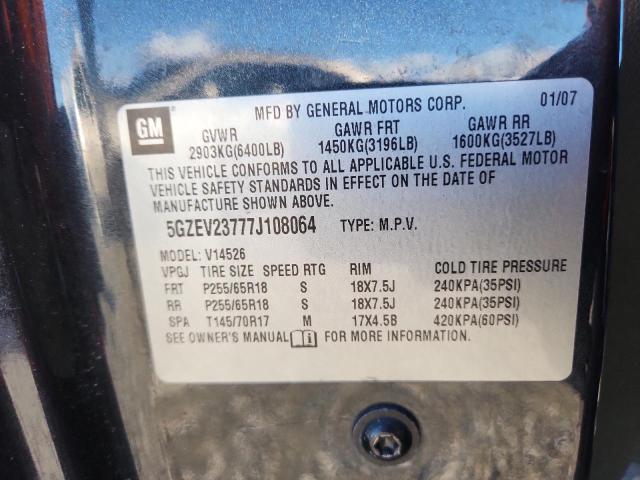 GM
MFD BY GENERAL MOTORS CORP. 01/07
GVWR GAWR FRT GAWR RR
2903KG(6400LB) 1450KG(3196LB) 1600KG(3527LB)
THIS VEHICLE CONFORMS TO ALL APPLICABLE U.S. FEDERAL MOTOR
VEHICLE SAFETY STANDARDS IN EFFECT ON THE DATE OF
MANUFACTURE SHOWN ABOVE.
5GZEV23777J108064 TYPE: M.P.V.
MODEL: V14526
VPGJ TIRE SIZE SPEED RTG RIM COLD TIRE PRESSURE
FRT P255/65R18 S 18X7.5J 240KPA(35PSI)
RR P255/65R18 S 18X7.5J 240KPA(35PSI)
SPA T145/70R17 M 17X4.5B 420KPA(60PSI)
SEE OWNER'S MANUAL FOR MORE INFORMATION.